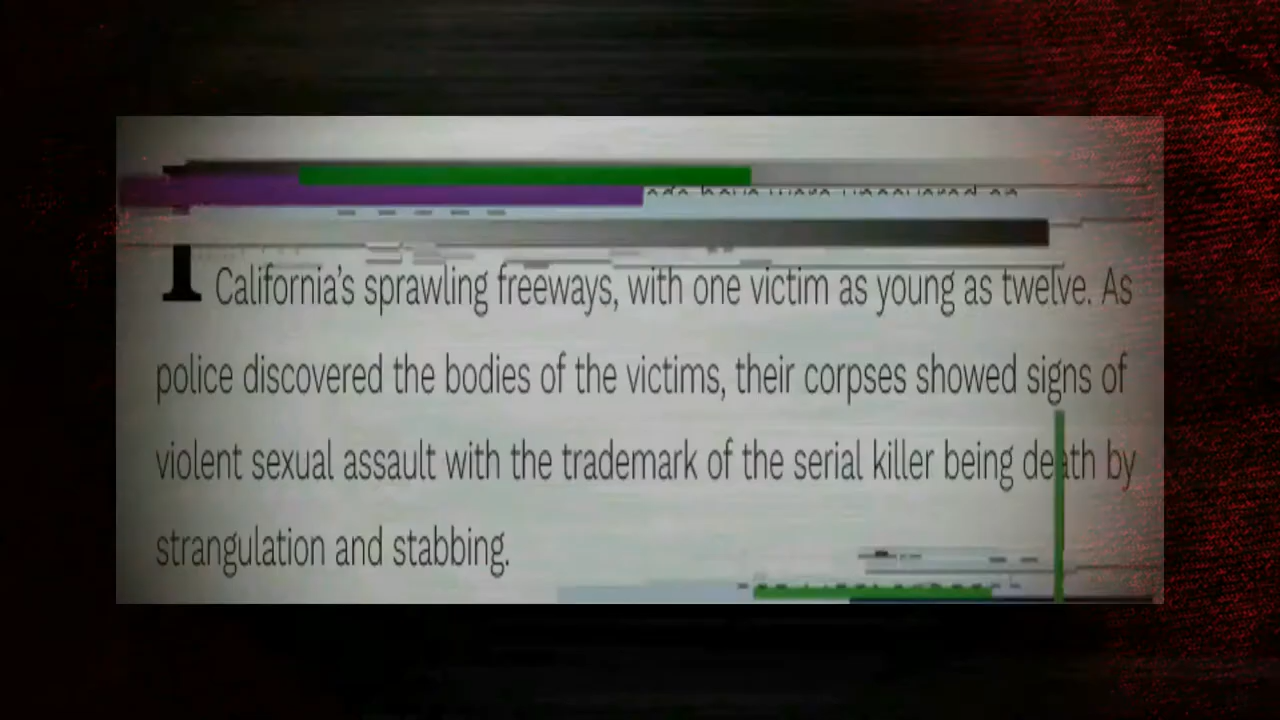 California’s sprawling freeways, with one victim as young as twelve. As
police discovered the bodies of the victims, their corpses showed signs of
violent sexual assault with the trademark of the serial killer being death by
strangulation and stabbing.